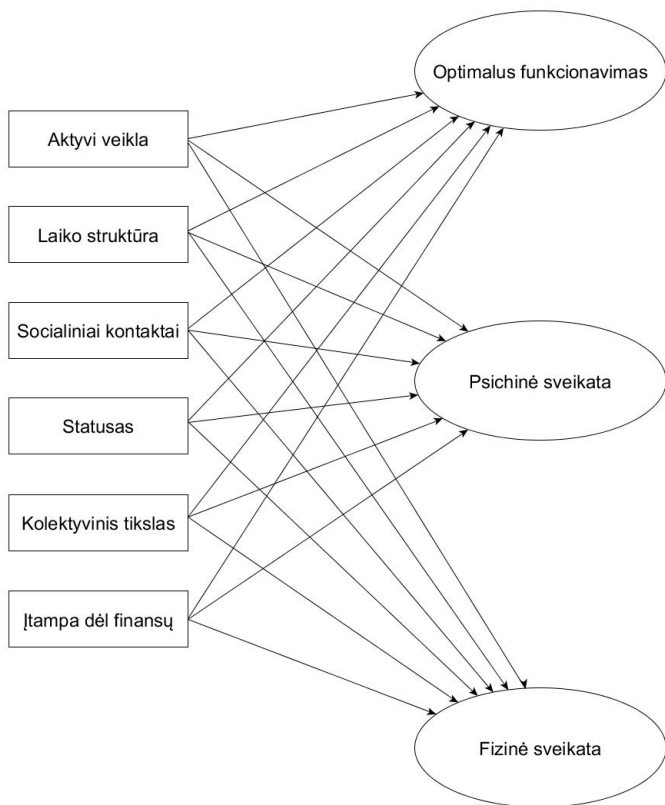 Optimalus funkcionavimas
Aktyvi veikla
Laiko struktūra
Socialiniai kontaktai
Psichinė sveikata
Statusas
Kolektyvinis tikslas
Įtampa dėl finansų
Fizinė sveikata